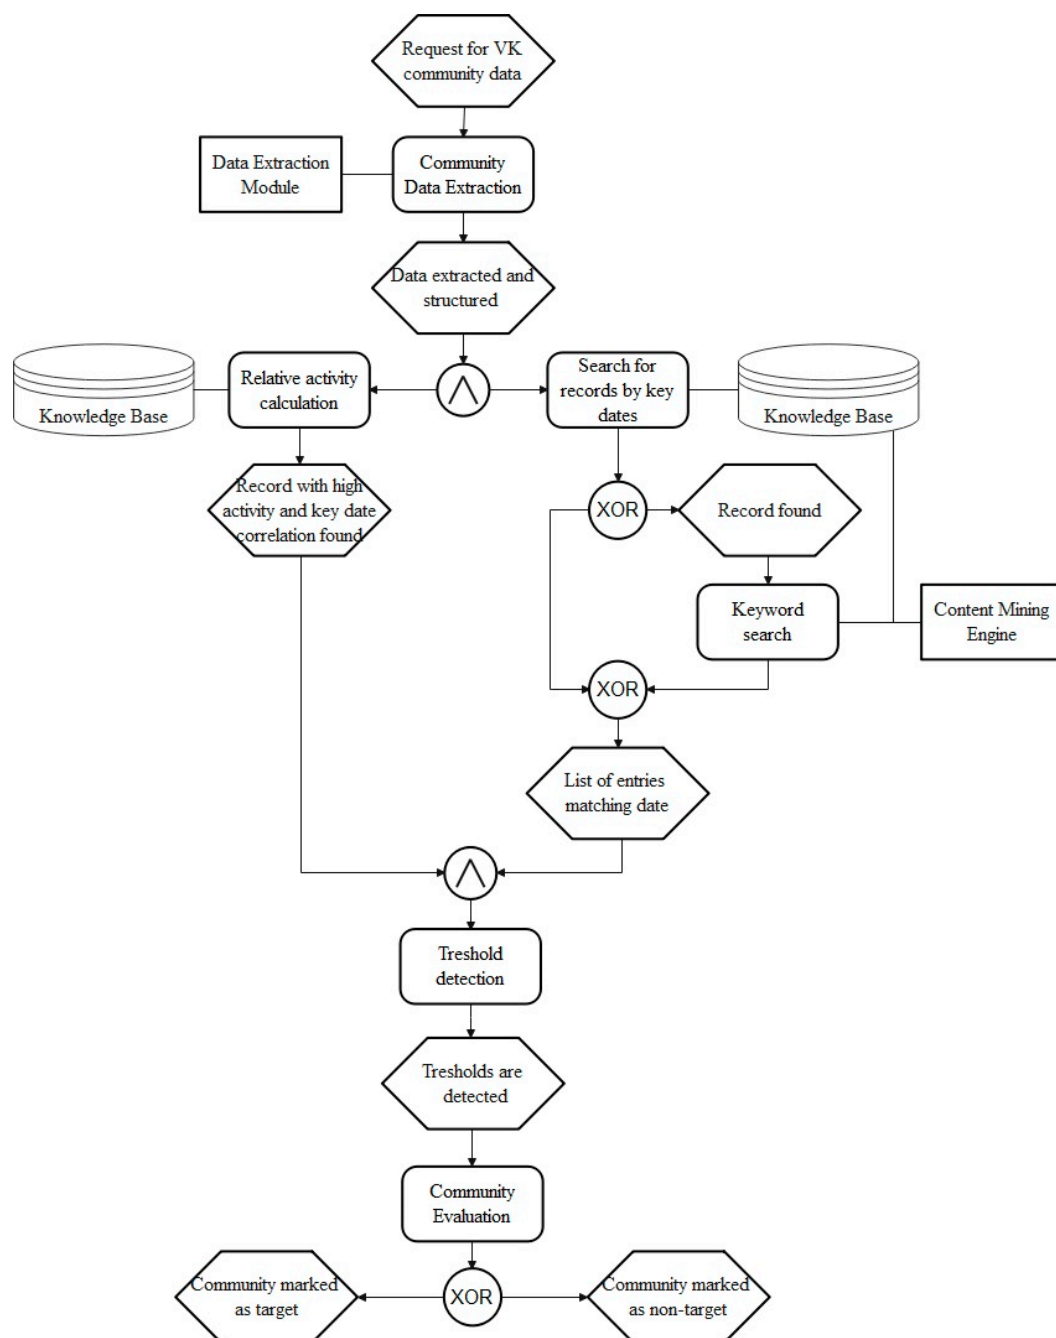 Request for VK
community data
Data Extraction
Module
Community
Data Extraction
Data extracted and
structured
Knowledge Base
Relative activity
calculation
Search for
records by key
dates
Knowledge Base
Record with high
activity and key date
correlation found
XOR
Record found
Keyword
search
Content Mining
Engine
XOR
List of entries
matching date
Treshold
detection
Tresholds are
detected
Community
Evaluation
Community marked
as target
XOR
Community marked
as non-target